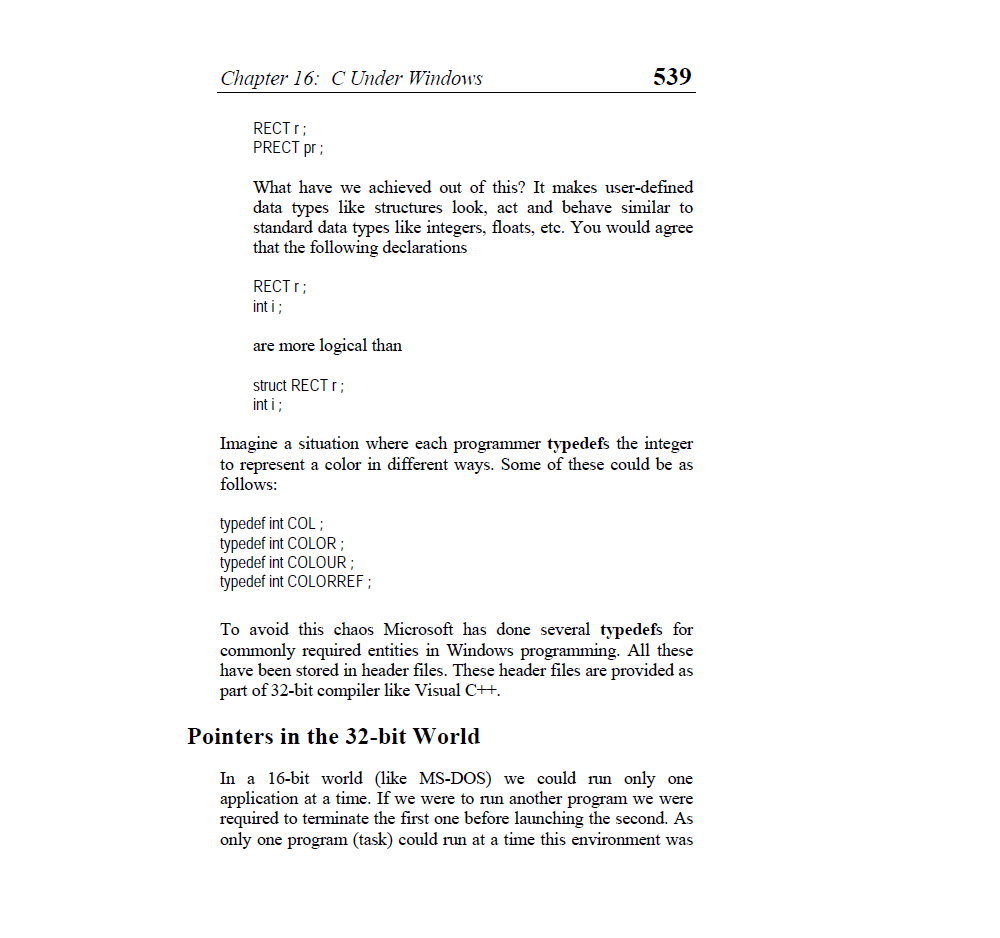 Chapter 16:  C Under Windows 539
RECT r ;
PRECT pr ;
What have we achieved out of this? It makes user-defined
data types like structures look, act and behave similar to
standard data types like integers, floats, etc. You would agree
that the following declarations
RECT r ;
int i ;
are more logical than
struct RECT r ;
int i ;
Imagine a situation where each programmer typedefs the integer
to represent a color in different ways. Some of these could be as
follows:
typedef int COL ;
typedef int COLOR ;
typedef int COLOUR ;
typedef int COLORREF ;
To avoid this chaos Microsoft has done several typedefs for
commonly required entities in Windows programming. All these
have been stored in header files. These header files are provided as
part of 32-bit compiler like Visual C++.
Pointers in the 32-bit World
In a 16-bit world (like MS-DOS) we could run only one
application at a time. If we were to run another program we were
required to terminate the first one before launching the second. As
only one program (task) could run at a time this environment was